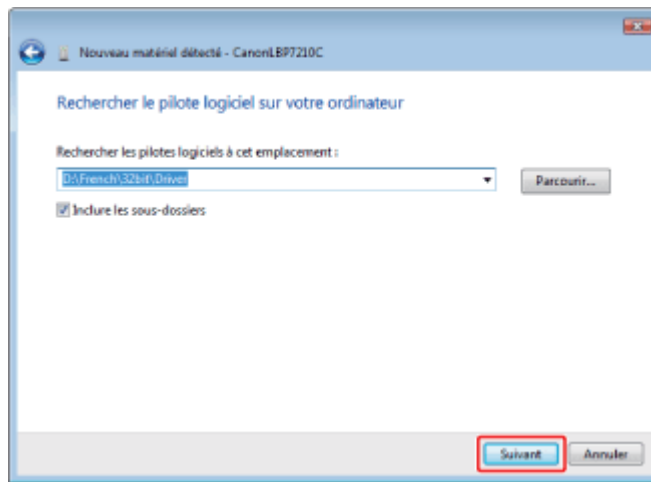 Nouveau matériel détecté - CanonLBP7210C
Rechercher le pilote logiciel sur votre ordinateur
Rechercher les pilotes logiciels à cet emplacement :
D:\French\32bit\Driver
Parcourir...
Inclure les sous-dossiers
Suivant
Annuler